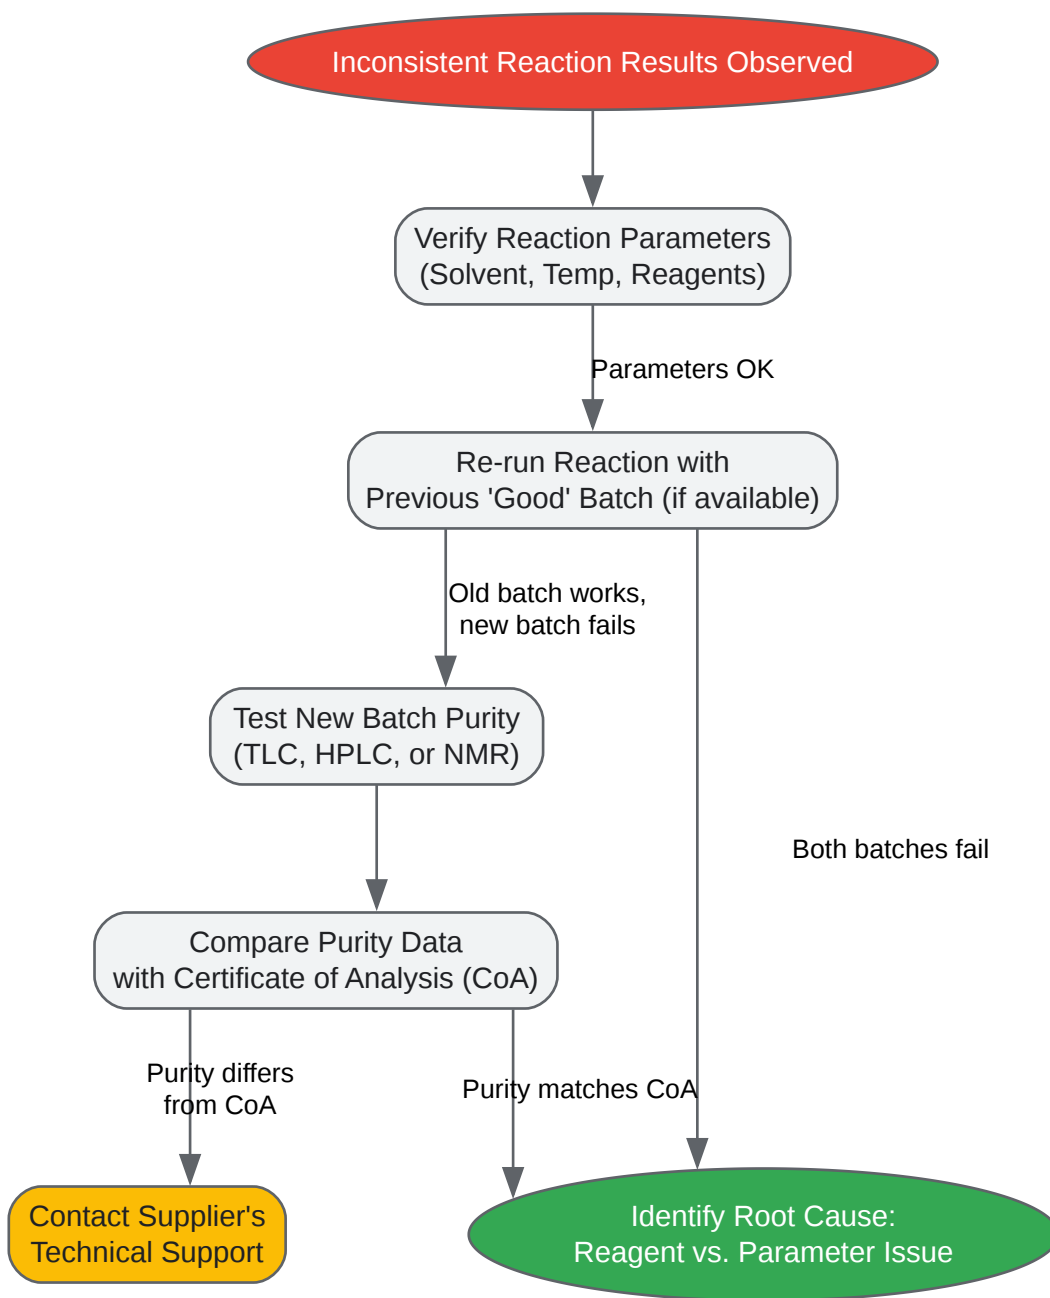 Inconsistent Reaction Results Observed
Verify Reaction Parameters
(Solvent, Temp, Reagents)
Parameters OK
Re-run Reaction with
Previous 'Good' Batch (if available)
Old batch works,
new batch fails
Test New Batch Purity
(TLC, HPLC, or NMR)
Both batches fail
Compare Purity Data
with Certificate of Analysis (CoA)
Purity differs
from CoA
Purity matches CoA
Contact Supplier's
Technical Support
Identify Root Cause:
Reagent vs. Parameter Issue